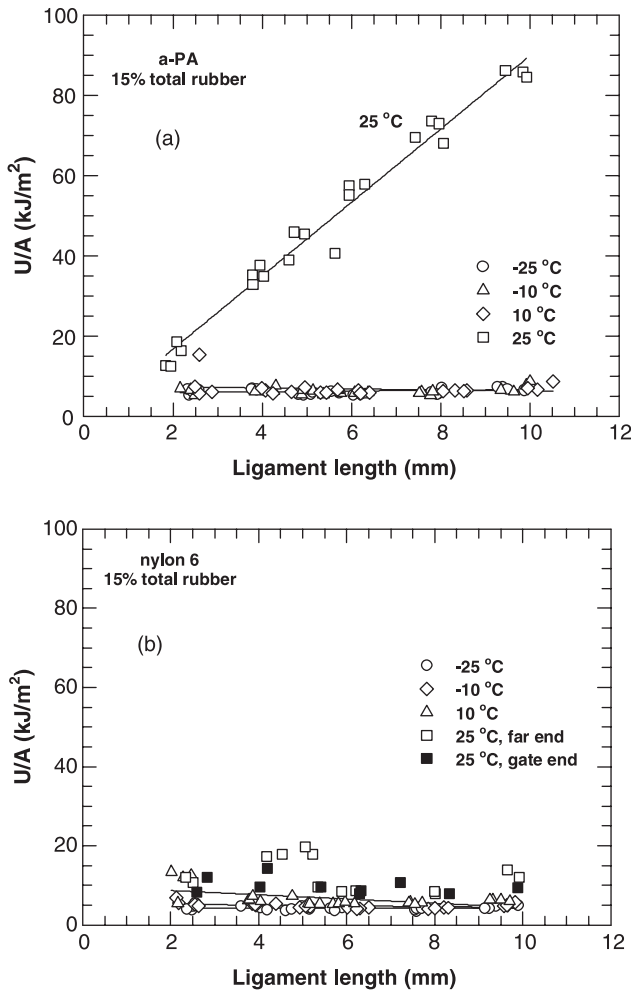 100
a-PA
15% total rubber
80
25 °C
(a)
60
U/A (kJ/m²)
40
-25 °C
-10 °C
10 °C
25 °C
20
0
0 2 4 6 8 10 12
Ligament length (mm)
100
nylon 6
15% total rubber
80
(b)
60
-25 °C
-10 °C
10 °C
25 °C, far end
25 °C, gate end
U/A (kJ/m²)
40
20
0
0 2 4 6 8 10 12
Ligament length (mm)